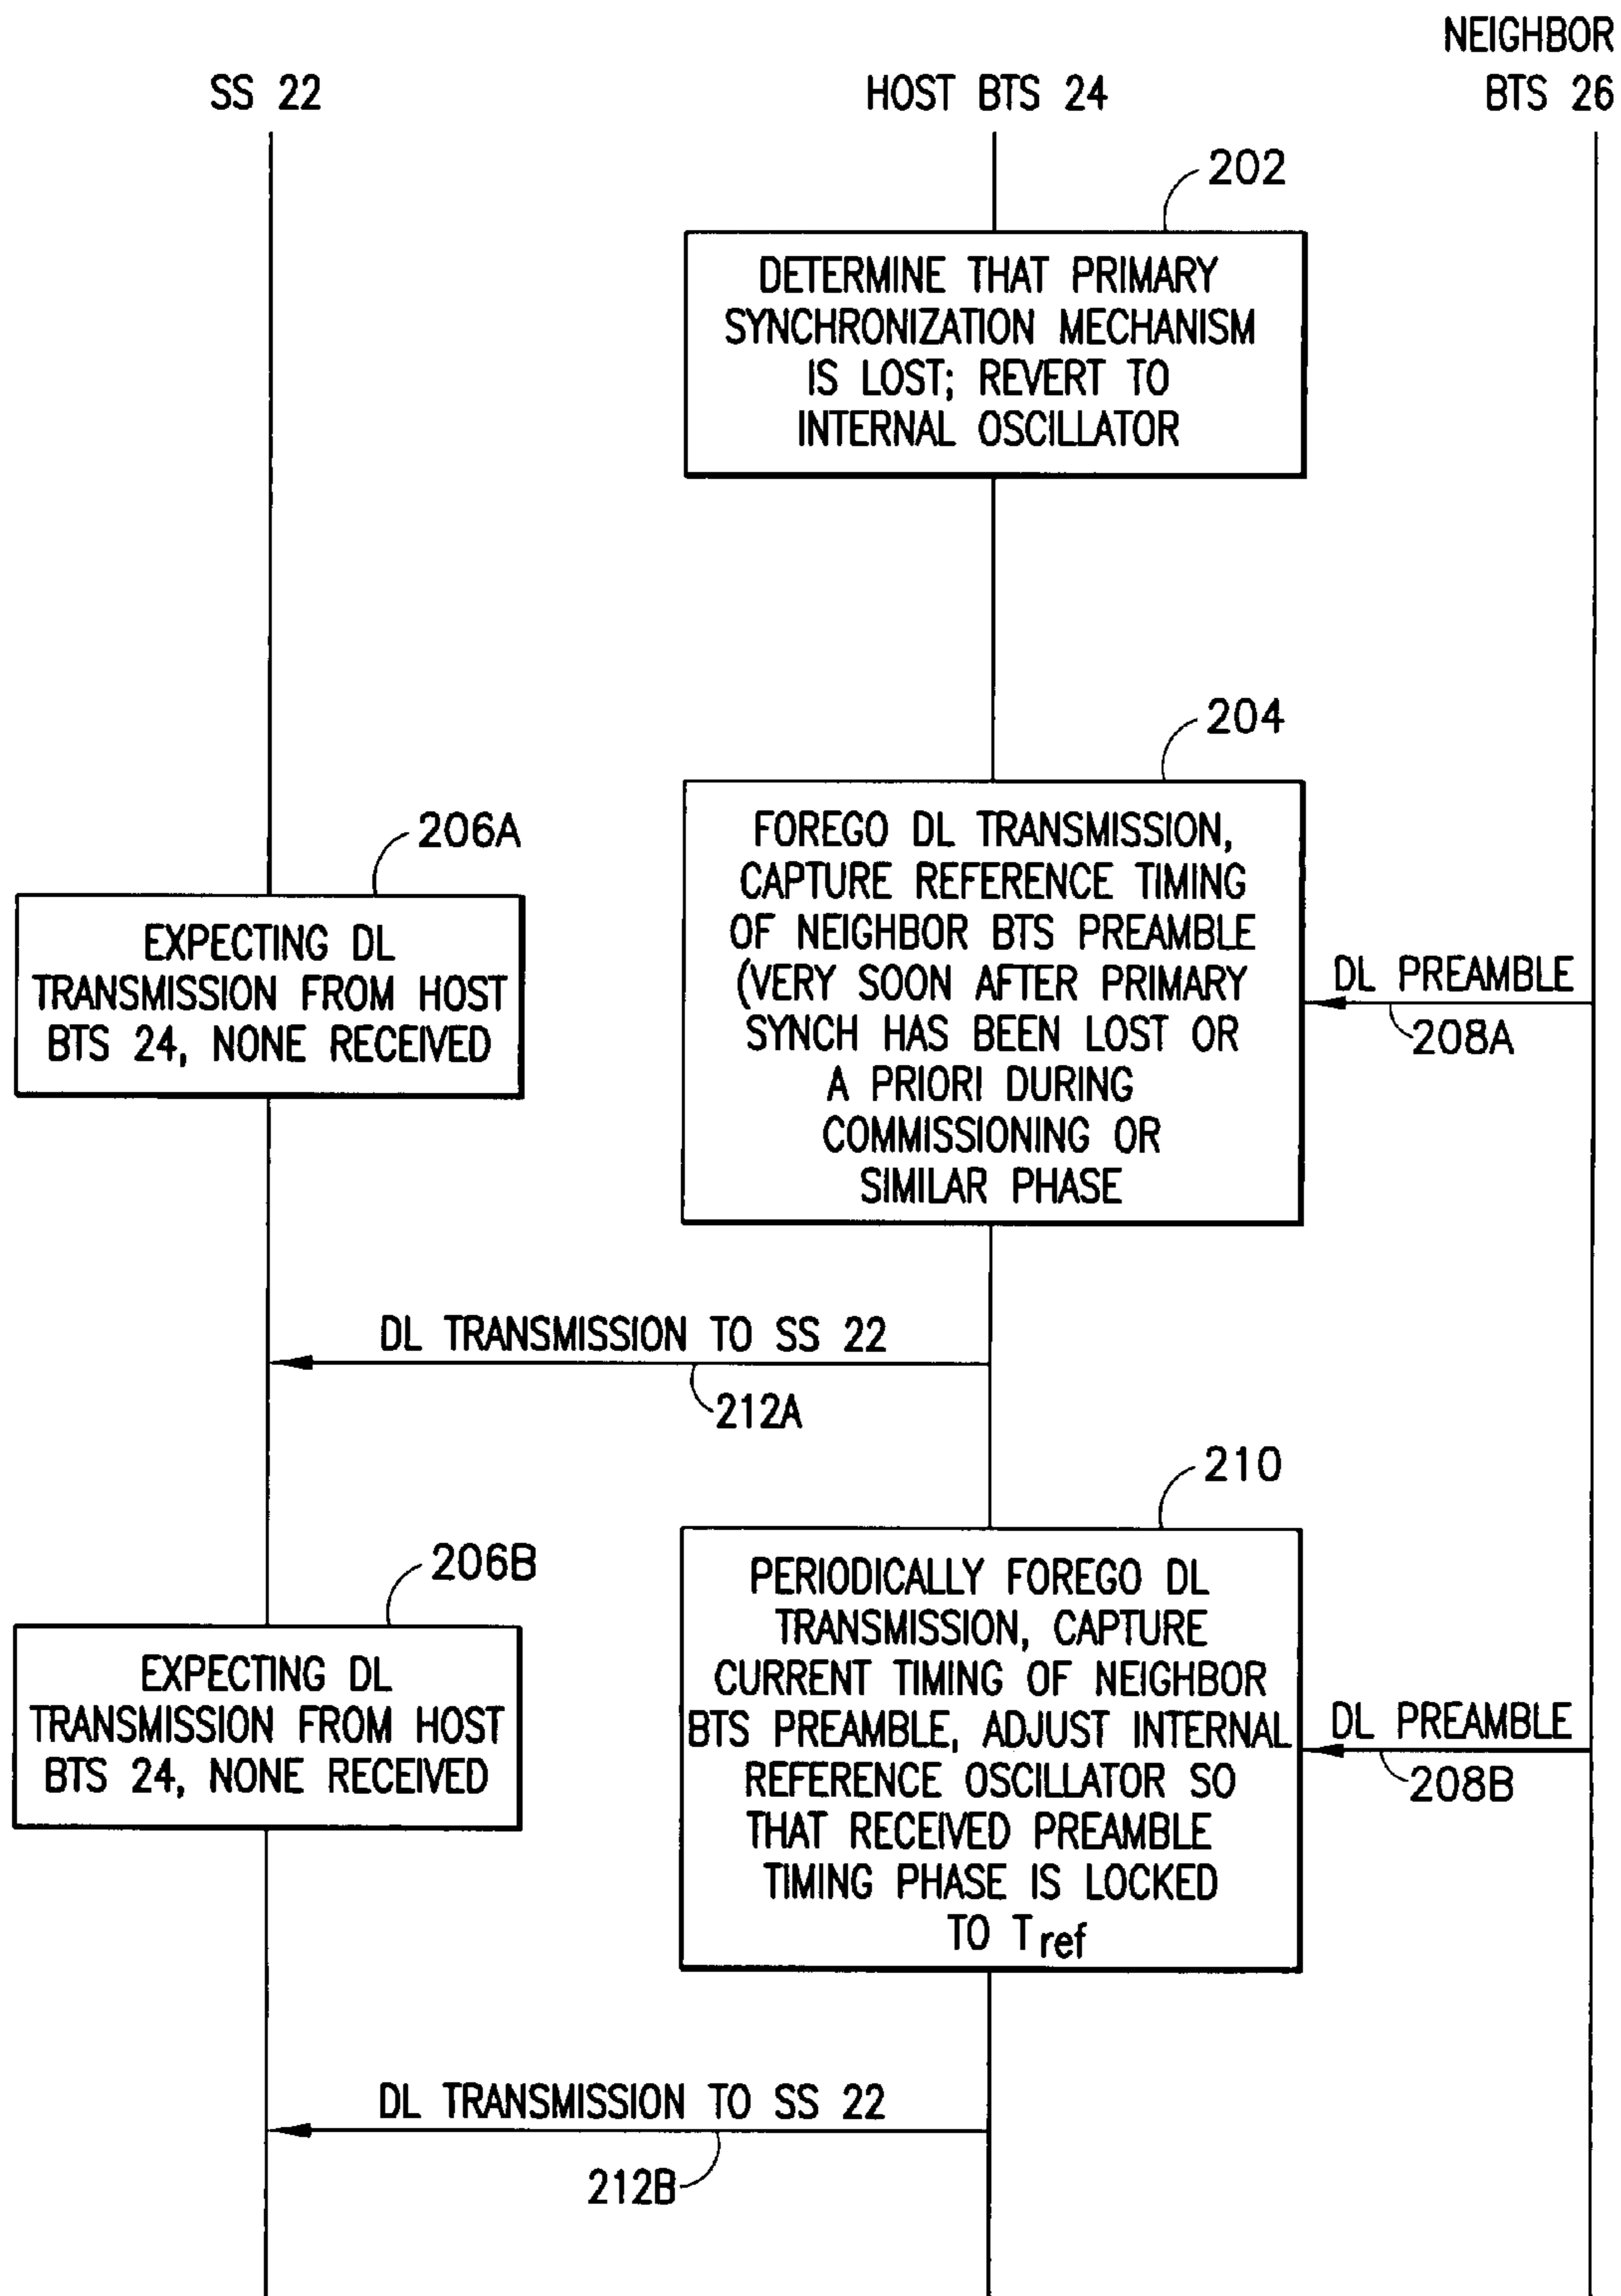 NEIGHBOR
SS 22
HOST BTS 24
BTS 26
202
DETERMINE THAT PRIMARY
SYNCHRONIZATION MECHANISM
IS LOST; REVERT TO
INTERNAL OSCILLATOR
204
206A
FOREGO DL TRANSMISSION,
CAPTURE REFERENCE TIMING
OF NEIGHBOR BTS PREAMBLE
(VERY SOON AFTER PRIMARY
SYNCH HAS BEEN LOST OR
A PRIORI DURING
COMMISSIONING OR
SIMILAR PHASE
EXPECTING DL
TRANSMISSION FROM HOST
BTS 24, NONE RECEIVED
DL PREAMBLE
208A
DL TRANSMISSION TO SS 22
212A
210
206B
PERIODICALLY FOREGO DL
TRANSMISSION, CAPTURE
CURRENT TIMING OF NEIGHBOR
BTS PREAMBLE, ADJUST INTERNAL
REFERENCE OSCILLATOR SO
THAT RECEIVED PREAMBLE
TIMING PHASE IS LOCKED
TO Tref
EXPECTING DL
TRANSMISSION FROM HOST
BTS 24, NONE RECEIVED
DL PREAMBLE
208B
DL TRANSMISSION TO SS 22
212B